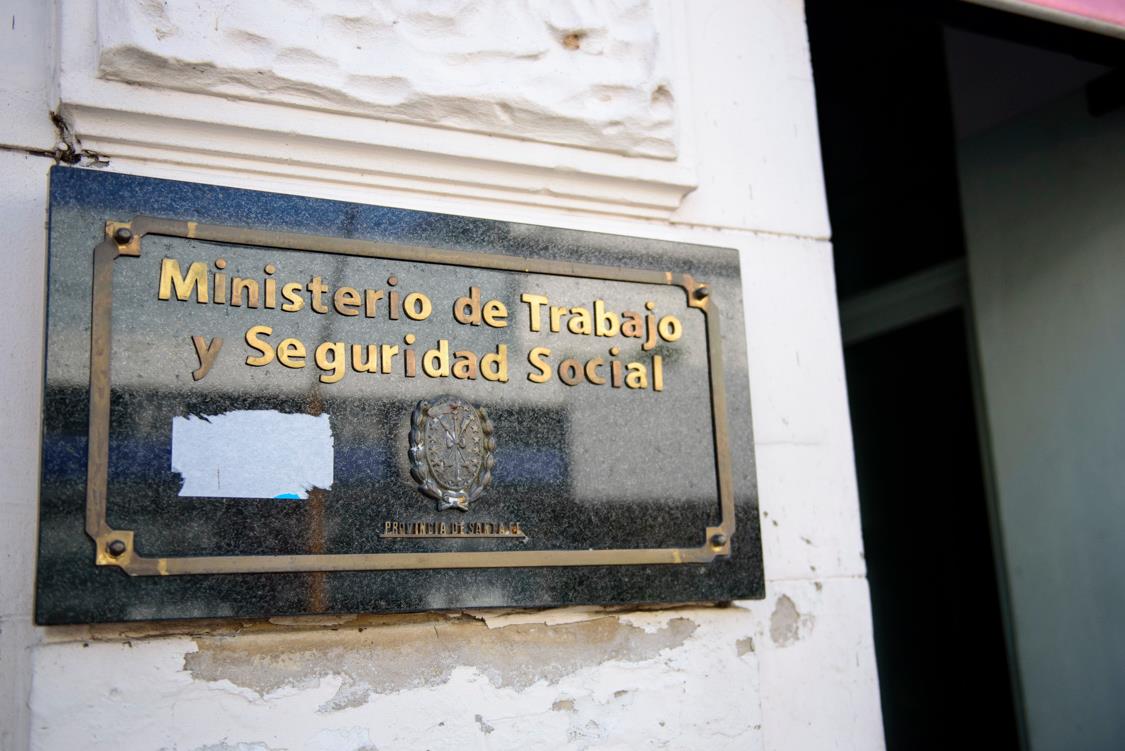 Ministerio de Trabajo
y Seguridad Social
PROVINCIA DE SANTA FE